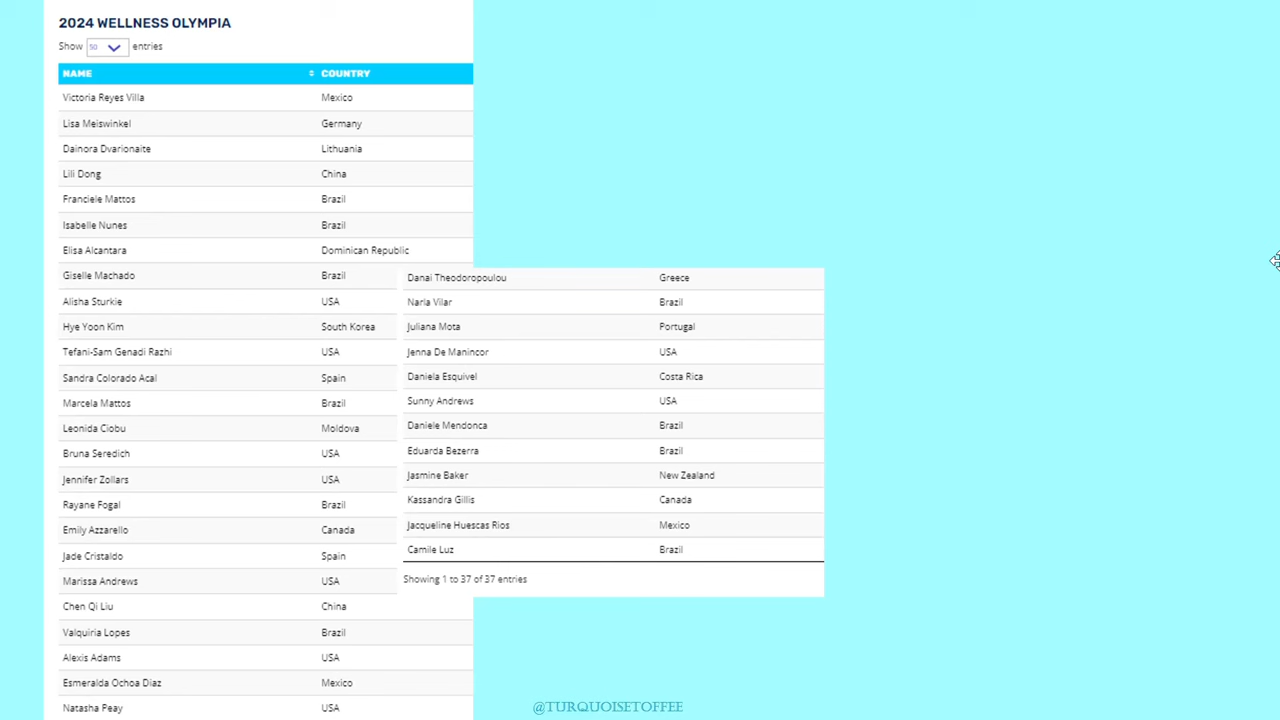 2024 WELLNESS OLYMPIA
Show 50 entries
NAME COUNTRY
Victoria Reyes Villa Mexico
Lisa Meiswinkel Germany
Dainora Dvarionaite Lithuania
Lili Dong China
Franciele Mattos Brazil
Isabelle Nunes Brazil
Elisa Alcantara Dominican Republic
Giselle Machado Brazil
Alisha Sturkie USA
Hye Yoon Kim South Korea
Tefani-Sam Genadi Razhi USA
Sandra Colorado Acal Spain
Marcela Mattos Brazil
Leonida Ciobu Moldova
Bruna Seredich USA
Jennifer Zollars USA
Rayane Fogal Brazil
Emily Azzarello Canada
Jade Cristaldo Spain
Marissa Andrews USA
Chen Qi Liu China
Valquiria Lopes Brazil
Alexis Adams USA
Esmeralda Ochoa Diaz Mexico
Natasha Peay USA
Danai Theodoropoulou Greece
Narla Vilar Brazil
Juliana Mota Portugal
Jenna De Manincor USA
Daniela Esquivel Costa Rica
Sunny Andrews USA
Daniele Mendonca Brazil
Eduarda Bezerra Brazil
Jasmine Baker New Zealand
Kassandra Gillis Canada
Jacqueline Huescas Rios Mexico
Camile Luz Brazil
Showing 1 to 37 of 37 entries
@TURQUOISETOFFEE